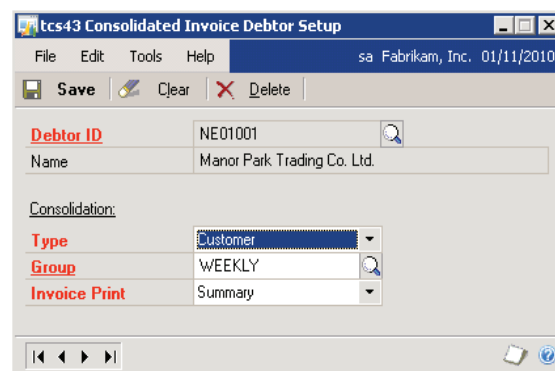 tcs43 Consolidated Invoice Debtor Setup
File Edit Tools Help sa Fabrikam, Inc. 01/11/2010
Save Clear Delete
Debtor ID NE01001
Name Manor Park Trading Co. Ltd.
Consolidation:
Type Customer
Group WEEKLY
Invoice Print Summary